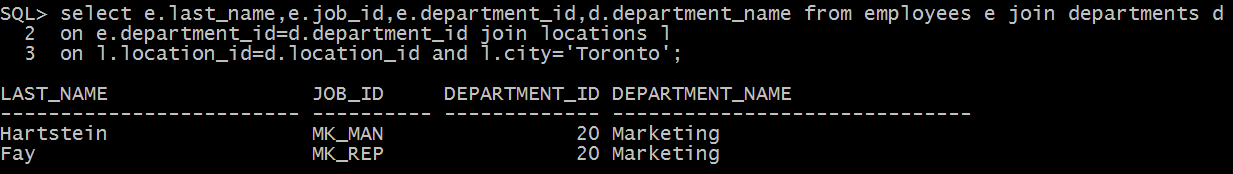 SQL> select e.last_name,e.job_id,e.department_id,d.department_name from employees e join departments d
  2  on e.department_id=d.department_id join locations l
  3  on l.location_id=d.location_id and l.city='Toronto';
LAST_NAME                 JOB_ID     DEPARTMENT_ID DEPARTMENT_NAME
------------------------- ---------- ------------- ------------------------------
Hartstein                 MK_MAN                20 Marketing
Fay                       MK_REP                20 Marketing